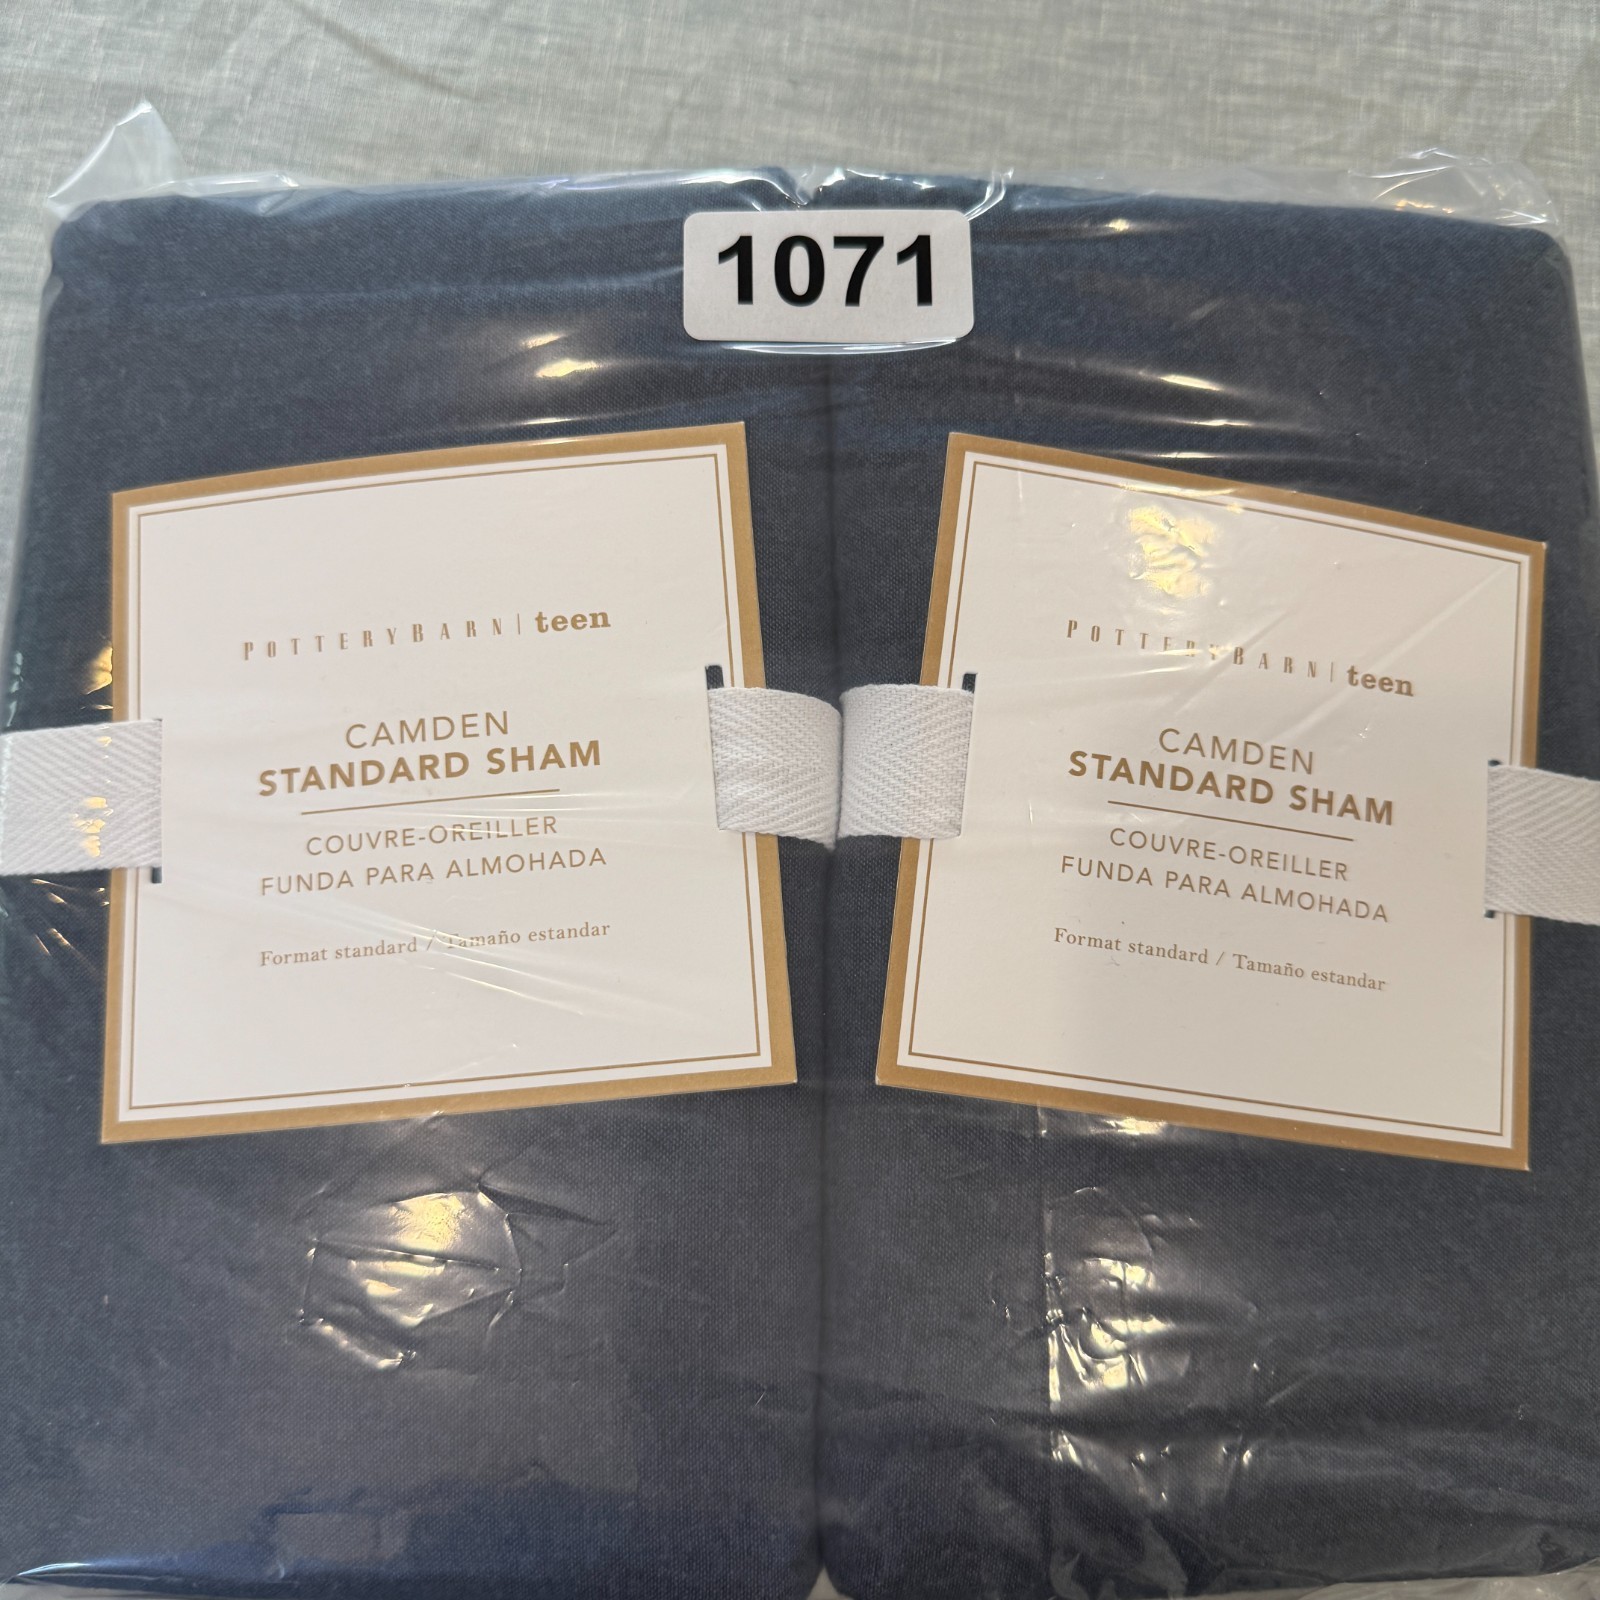 1071
POTTERYBARN | teen
CAMDEN
STANDARD SHAM
COUVRE-OREILLER
FUNDA PARA ALMOHADA
Format standard / Tamaño estandar
POTTERYBARN | teen
CAMDEN
STANDARD SHAM
COUVRE-OREILLER
FUNDA PARA ALMOHADA
Format standard / Tamaño estandar